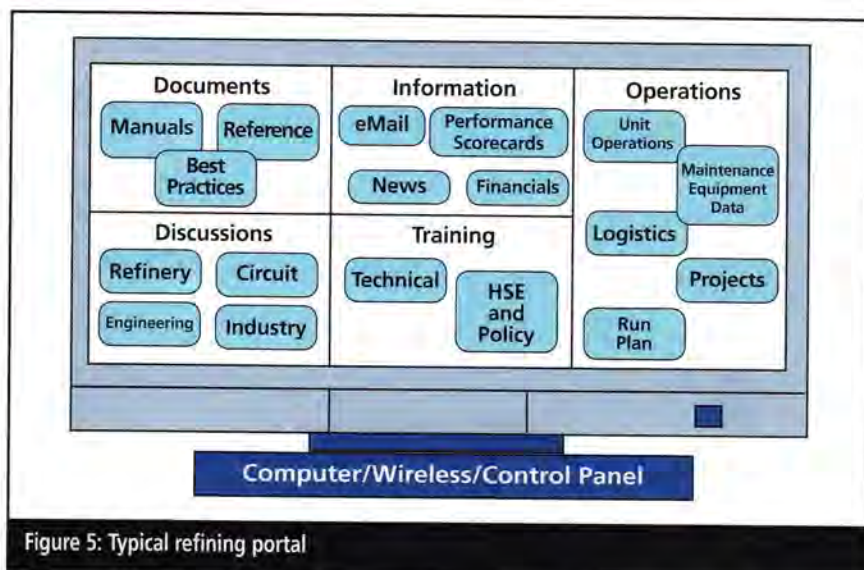 Documents
Manuals
Reference
Best
Practices
Information
eMail
Performance
Scorecards
News
Financials
Operations
Unit
Operations
Maintenance
Equipment
Data
Logistics
Projects
Run
Plan
Discussions
Refinery
Circuit
Engineering
Industry
Training
Technical
HSE
and
Policy
Computer/Wireless/Control Panel
Figure 5: Typical refining portal